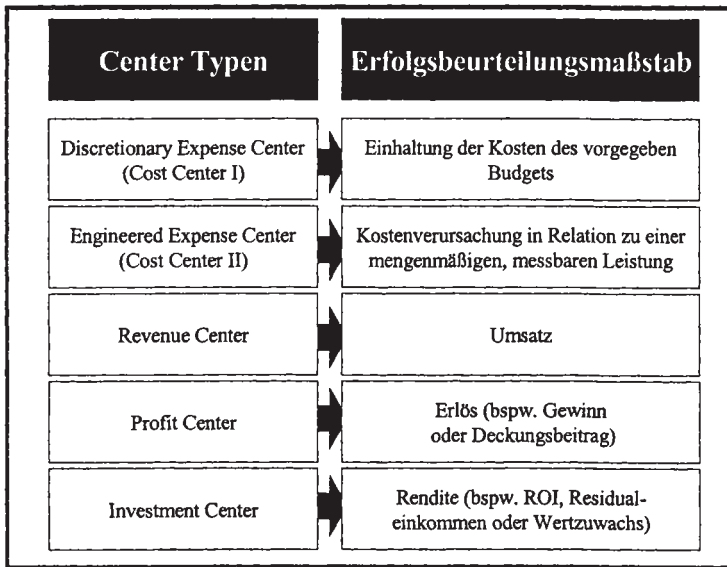 Center Typen
Erfolgsbeurteilungsmaßstab
Discretionary Expense Center
(Cost Center I)
Einhaltung der Kosten des vorgegeben
Budgets
Engineered Expense Center
(Cost Center II)
Kostenverursachung in Relation zu einer
mengenmäßigen, messbaren Leistung
Revenue Center
Umsatz
Profit Center
Erlös (bspw. Gewinn
oder Deckungsbeitrag)
Investment Center
Rendite (bspw. ROI, Residual-
einkommen oder Wertzuwachs)